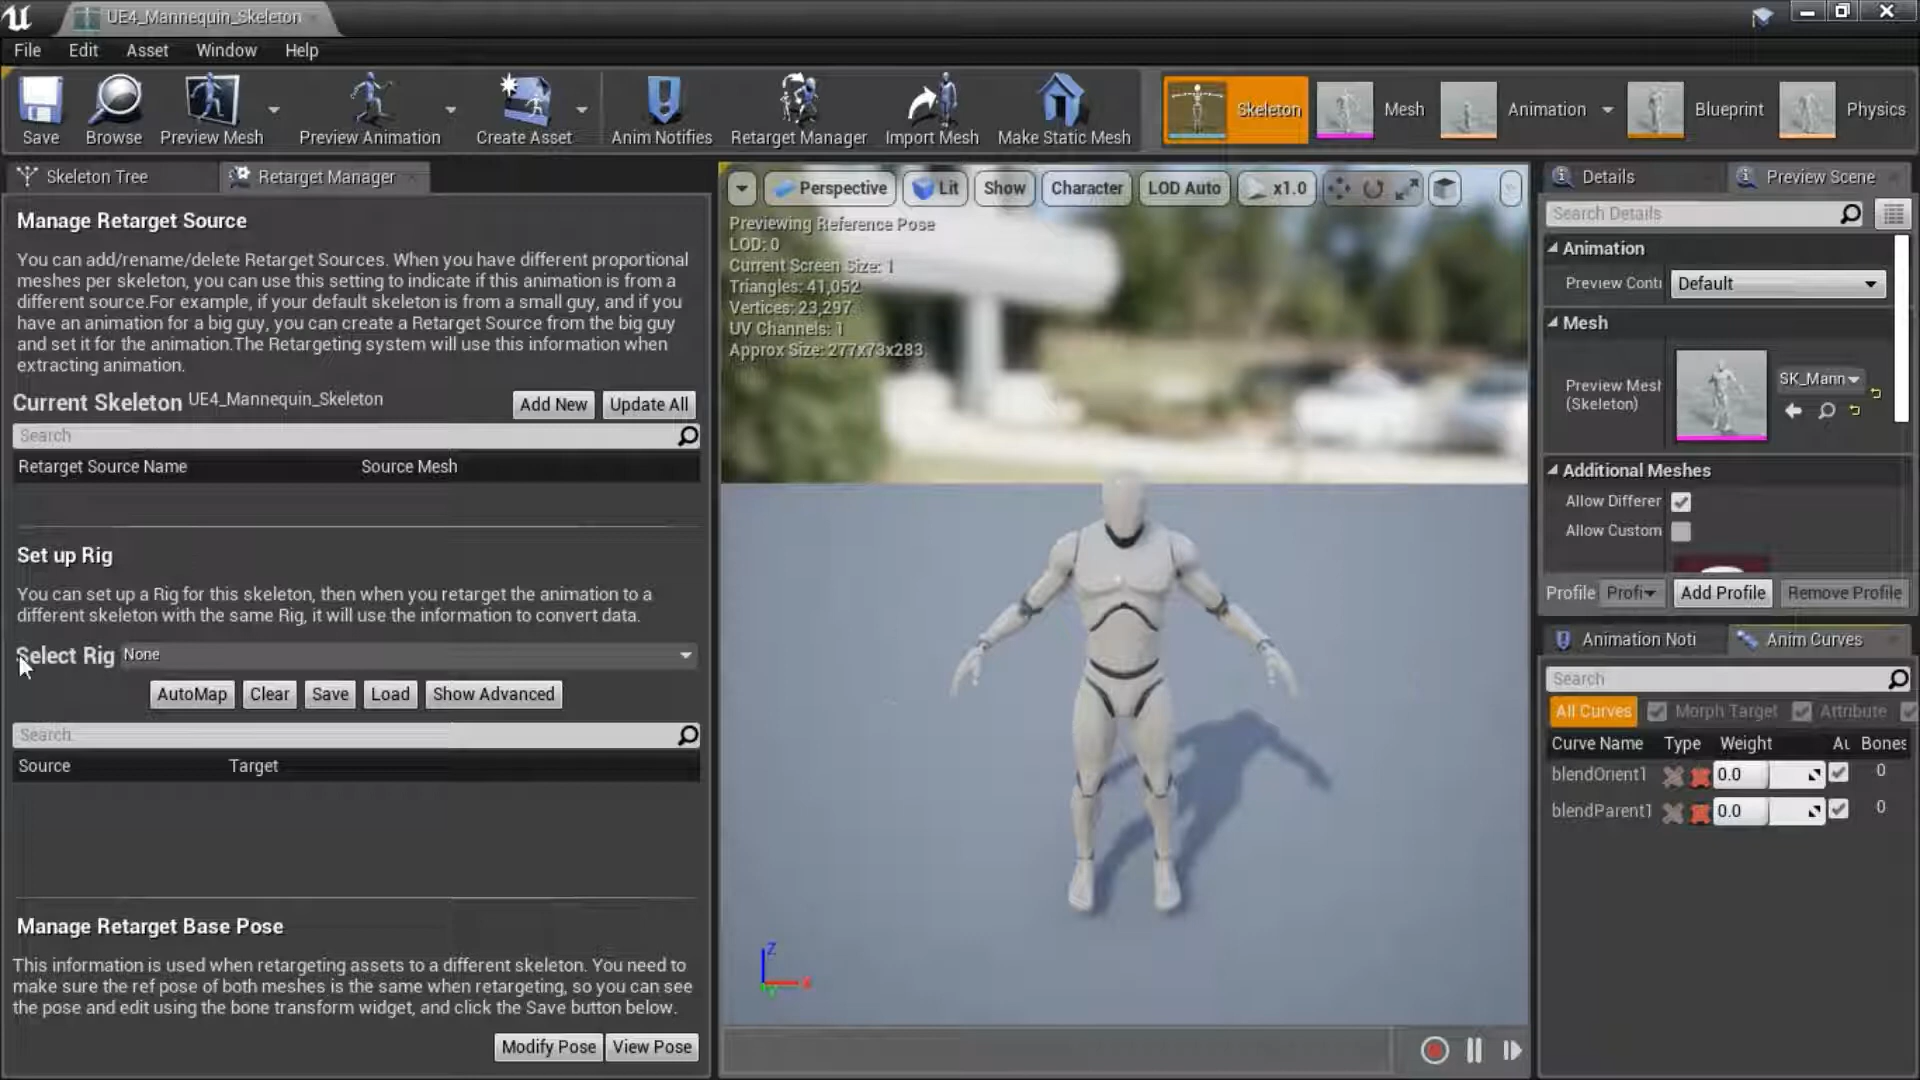 UE4_Mannequin_Skeleton
File Edit Asset Window Help
Save Browse Preview Mesh Preview Animation Create Asset Anim Notifies Retarget Manager Import Mesh Make Static Mesh Skeleton Mesh Animation Blueprint Physics
Skeleton Tree Retarget Manager
Manage Retarget Source
You can add/rename/delete Retarget Sources. When you have different proportional
meshes per skeleton, you can use this setting to indicate if this animation is from a
different source.For example, if your default skeleton is from a small guy, and if you
have an animation for a big guy, you can create a Retarget Source from the big guy
and set it for the animation.The Retargeting system will use this information when
extracting animation.
Current Skeleton UE4_Mannequin_Skeleton Add New Update All
Search
Retarget Source Name Source Mesh
Set up Rig
You can set up a Rig for this skeleton, then when you retarget the animation to a
different skeleton with the same Rig, it will use the information to convert data.
Select Rig None
AutoMap Clear Save Load Show Advanced
Search
Source Target
Manage Retarget Base Pose
This information is used when retargeting assets to a different skeleton. You need to
make sure the ref pose of both meshes is the same when retargeting, so you can see
the pose and edit using the bone transform widget, and click the Save button below.
Modify Pose View Pose
Perspective Lit Show Character LOD Auto x1.0
Previewing Reference Pose
LOD: 0
Current Screen Size: 1
Triangles: 41,052
Vertices: 23,297
UV Channels: 1
Approx Size: 277x73x283
Z
X
Y
Details Preview Scene
Search Details
Animation
Preview Conti Default
Mesh
Preview Mesh
(Skeleton)
SK_Mann
Additional Meshes
Allow Differer
Allow Custom
Profile Profi Add Profile Remove Profile
Animation Noti Anim Curves
Search
All Curves Morph Target Attribute
Curve Name Type Weight Au Bones
blendOrient1 0.0 0
blendParent1 0.0 0